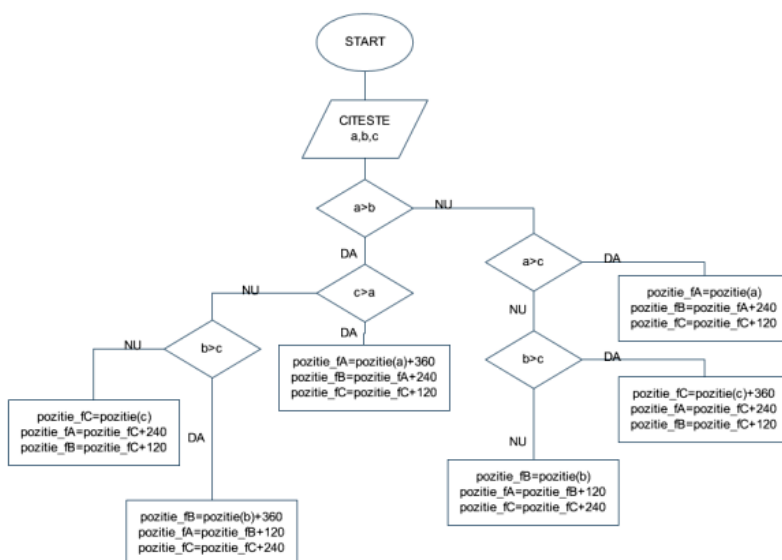 START
CITESTE
a,b,c
a>b
NU
DA
a>c
DA
c>a
NU
NU
DA
pozitie_fA=pozitie(a)
pozitie_fB=pozitie_fA+240
pozitie_fC=pozitie_fC+120
b>c
NU
DA
pozitie_fA=pozitie(a)+360
pozitie_fB=pozitie_fA+240
pozitie_fC=pozitie_fC+120
b>c
DA
NU
pozitie_fC=pozitie(c)+360
pozitie_fA=pozitie_fC+240
pozitie_fB=pozitie_fC+120
pozitie_fC=pozitie(c)
pozitie_fA=pozitie_fC+240
pozitie_fB=pozitie_fC+120
pozitie_fB=pozitie(b)
pozitie_fA=pozitie_fB+120
pozitie_fC=pozitie_fC+240
pozitie_fB=pozitie(b)+360
pozitie_fA=pozitie_fB+120
pozitie_fC=pozitie_fC+240